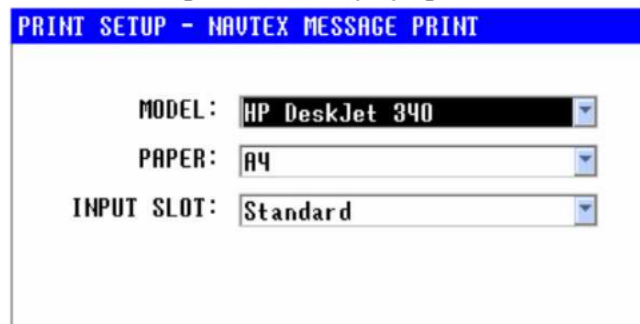 PRINT SETUP - NAVTEX MESSAGE PRINT
MODEL: HP DeskJet 340
PAPER: A4
INPUT SLOT: Standard